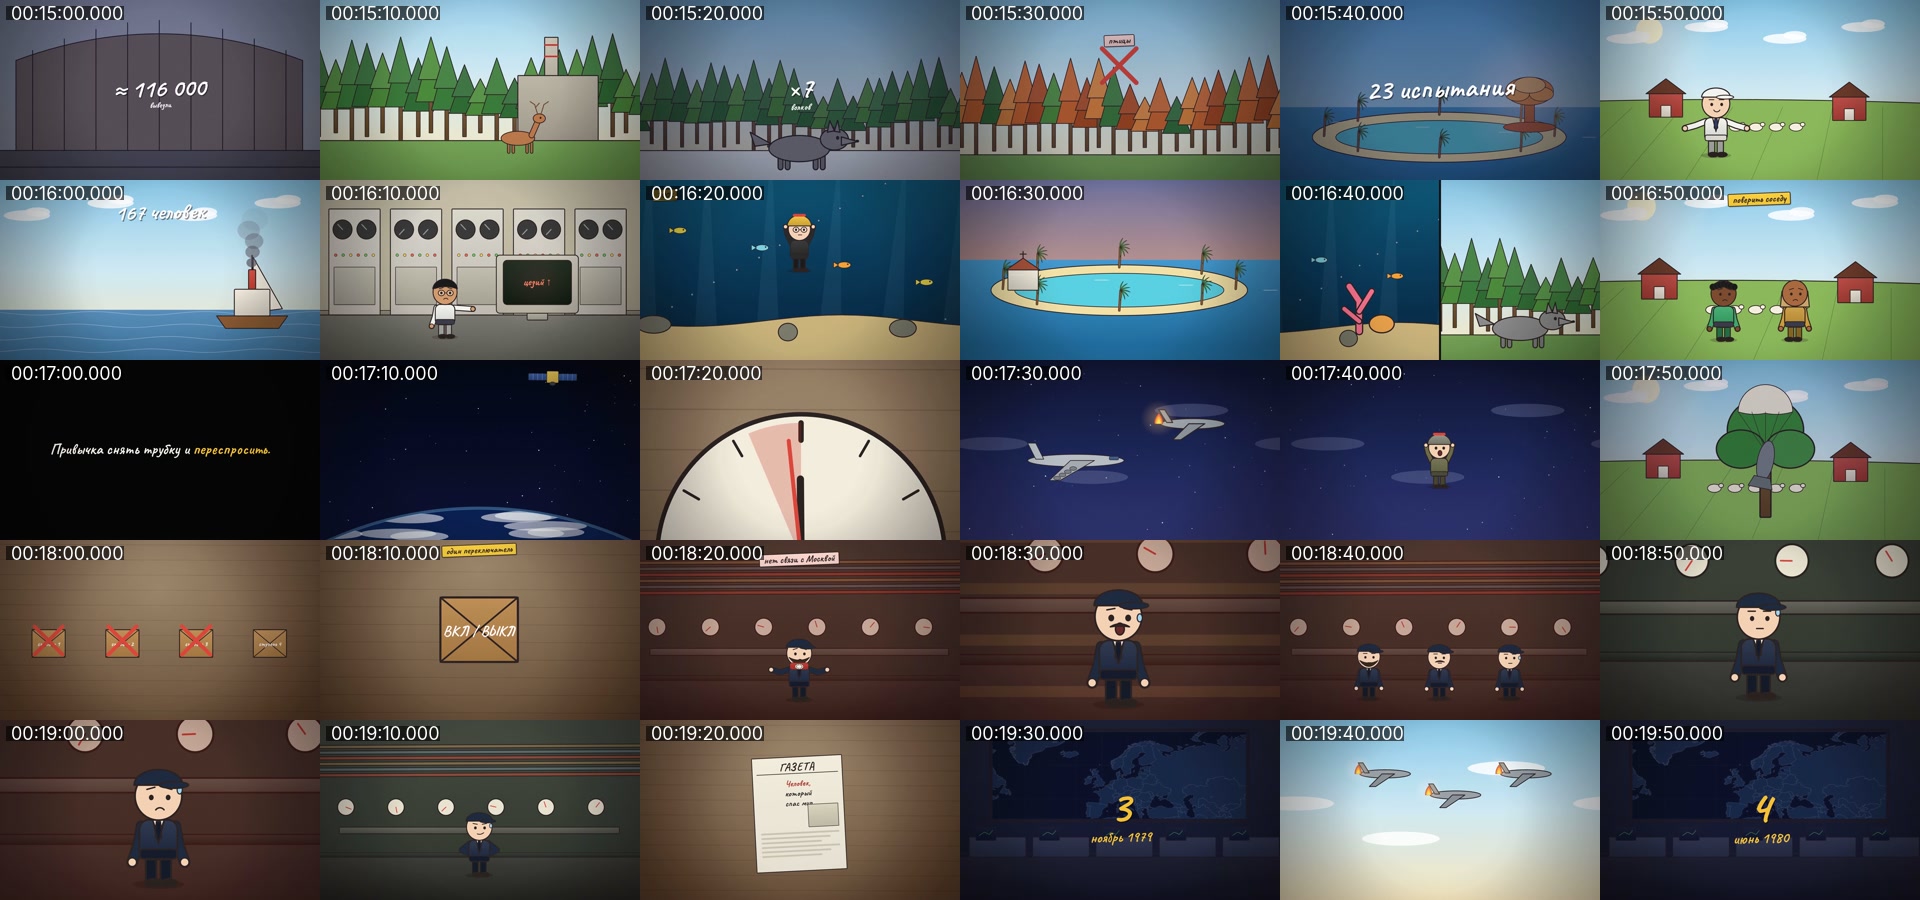 00:15:00.000
≈ 116 000
вывезли
00:15:10.000
00:15:20.000
×7
волков
00:15:30.000
птицы
00:15:40.000
23 испытания
00:15:50.000
00:16:00.000
167 человек
00:16:10.000
цезий ↑
00:16:20.000
00:16:30.000
00:16:40.000
00:16:50.000
поверить соседу
00:17:00.000
Привычка снять трубку и переспросить.
00:17:10.000
00:17:20.000
00:17:30.000
00:17:40.000
00:17:50.000
00:18:00.000
00:18:10.000
один переключатель
ВКЛ / ВЫКЛ
00:18:20.000
нет связи с Москвой
00:18:30.000
00:18:40.000
00:18:50.000
00:19:00.000
00:19:10.000
00:19:20.000
ГАЗЕТА
Человек,
который
спас мир
00:19:30.000
3
ноябрь 1979
00:19:40.000
00:19:50.000
4
июнь 1980